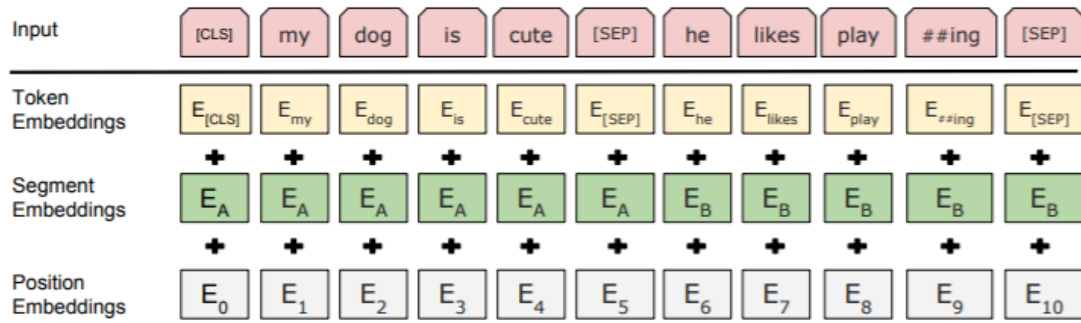 Input [CLS] my dog is cute [SEP] he likes play ##ing [SEP]
Token
Embeddings E[CLS] Emy Edog Eis Ecute E[SEP] Ehe Elikes Eplay E##ing E[SEP]
+ + + + + + + + + + +
Segment
Embeddings EA EA EA EA EA EA EB EB EB EB EB
+ + + + + + + + + + +
Position
Embeddings E0 E1 E2 E3 E4 E5 E6 E7 E8 E9 E10